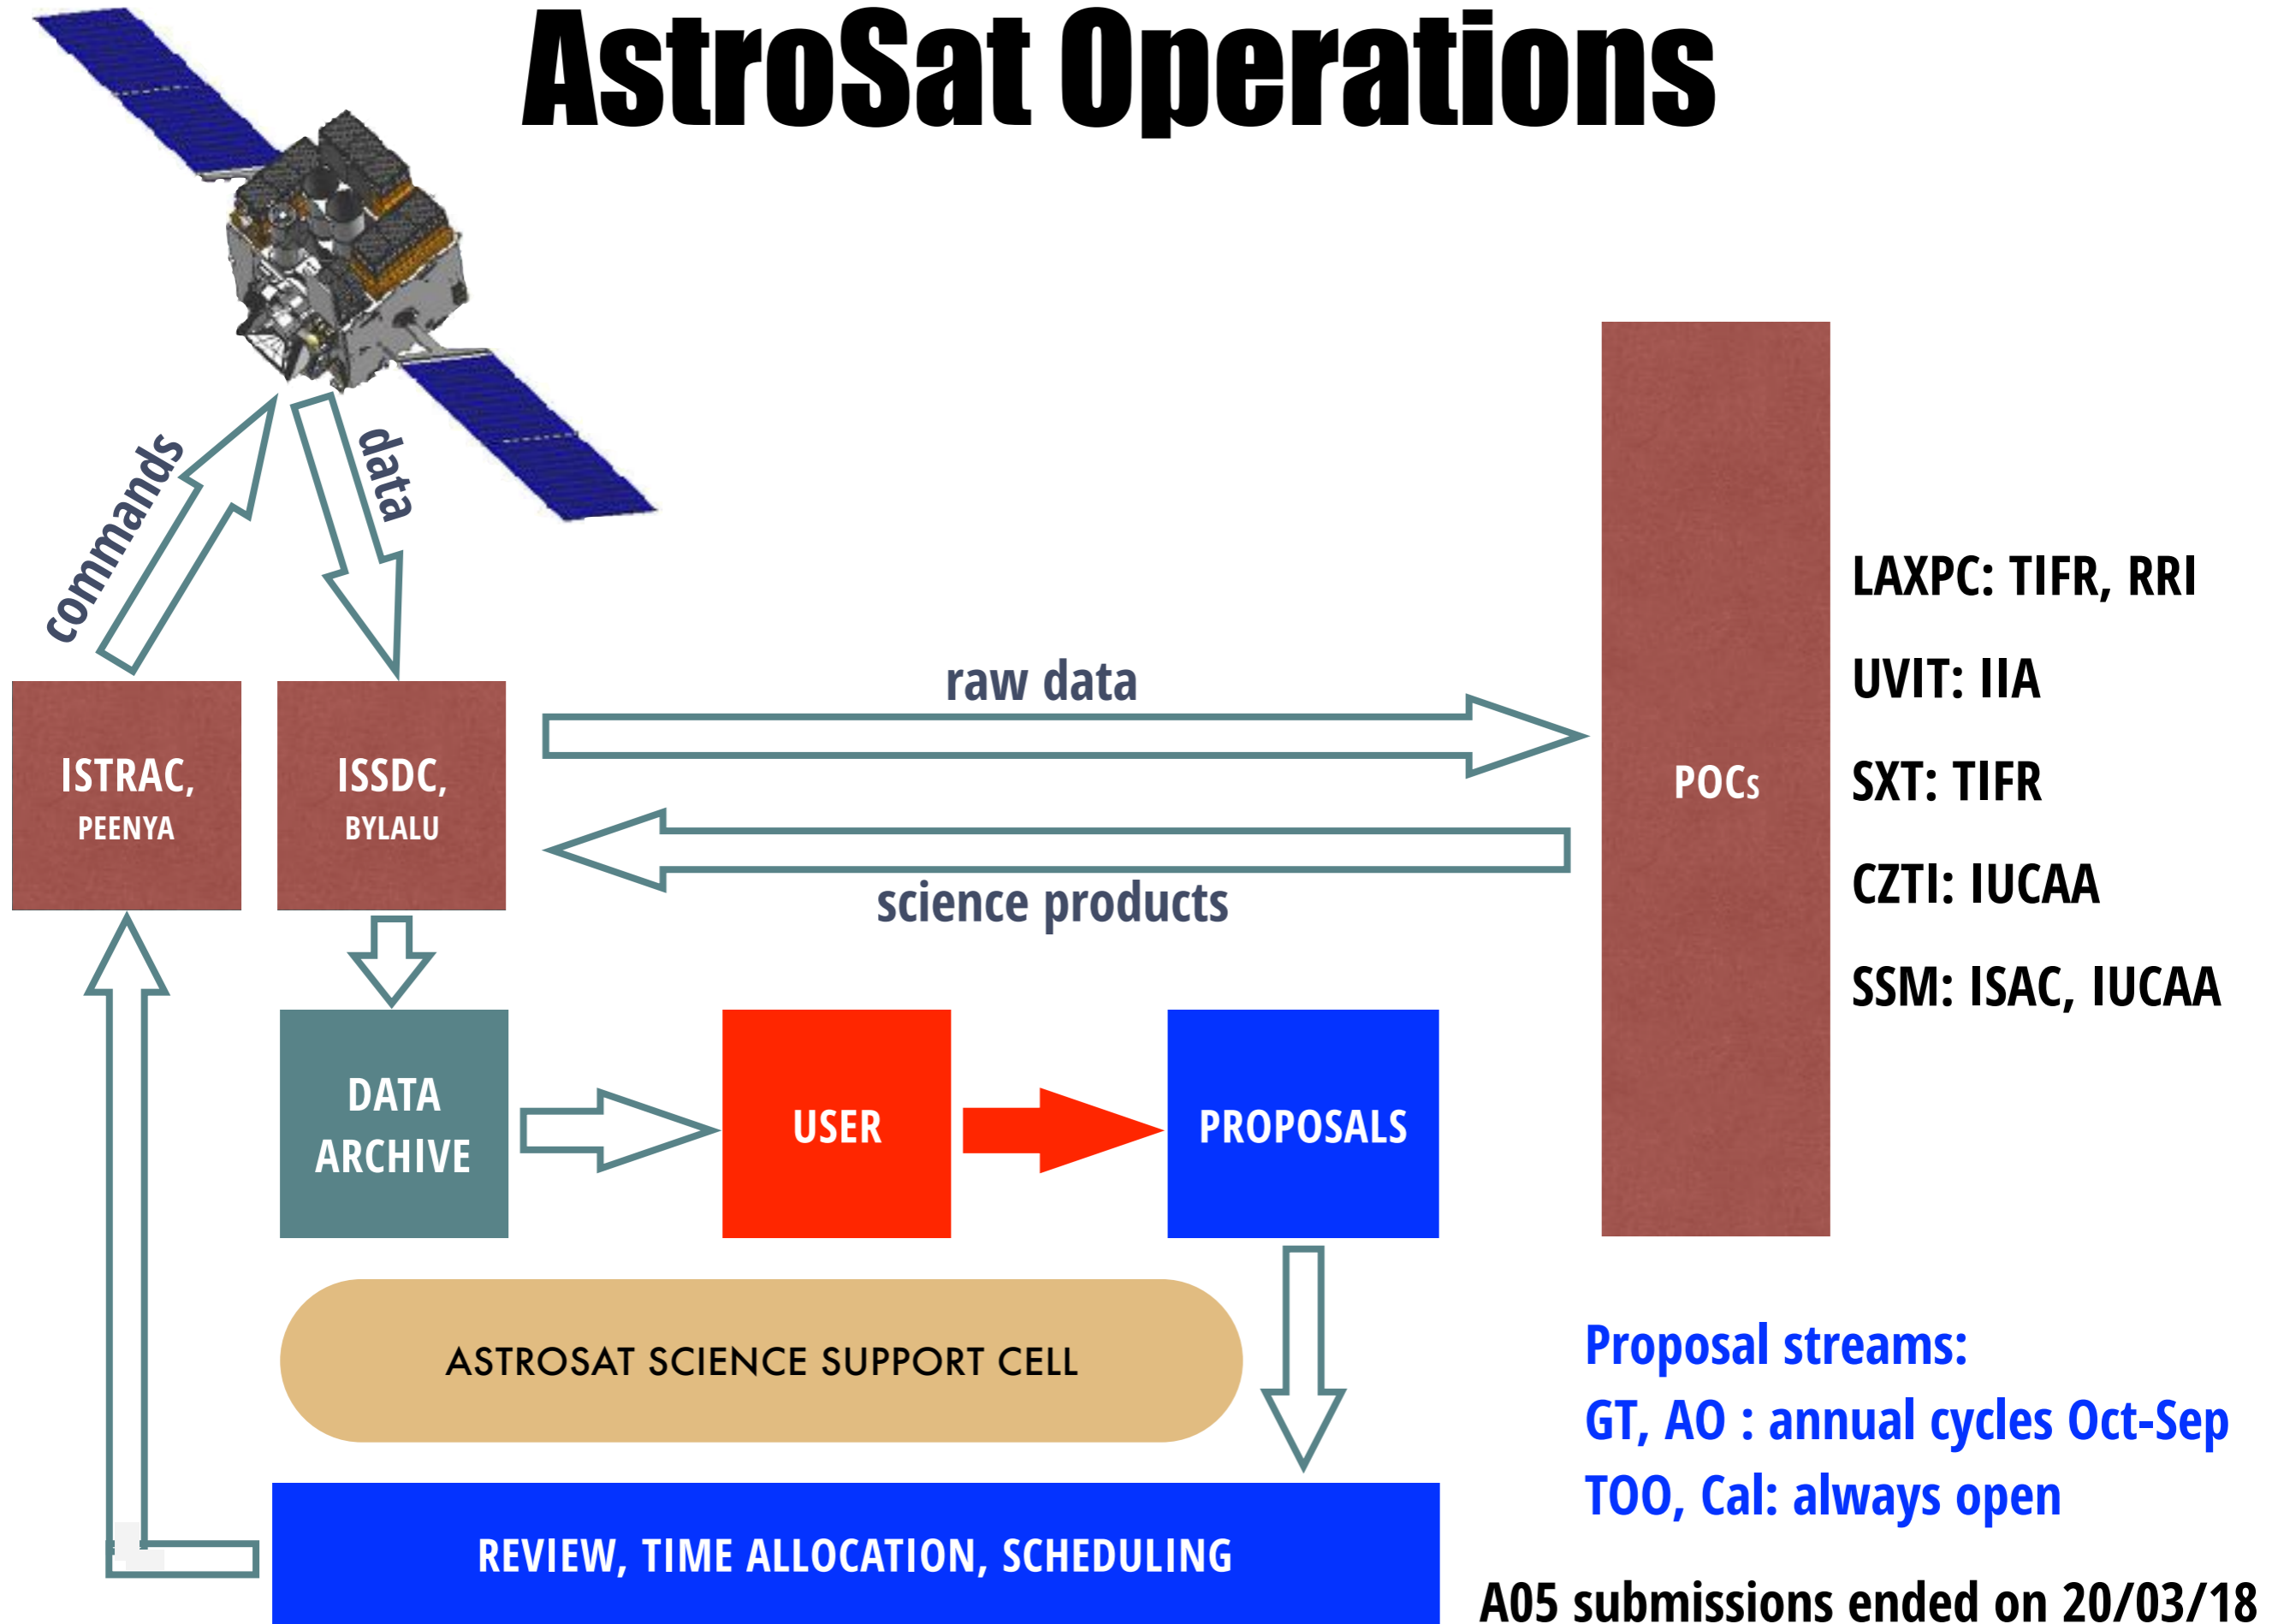 AstroSat Operations
commands
data
raw data
LAXPC: TIFR, RRI
UVIT: IIA
ISTRAC,
PEENYA
ISSDC,
BYLALU
POCs
SXT: TIFR
CZTI: IUCAA
science products
SSM: ISAC, IUCAA
DATA
ARCHIVE
USER
PROPOSALS
ASTROSAT SCIENCE SUPPORT CELL
Proposal streams:
GT, AO : annual cycles Oct-Sep
TOO, Cal: always open
REVIEW, TIME ALLOCATION, SCHEDULING
A05 submissions ended on 20/03/18